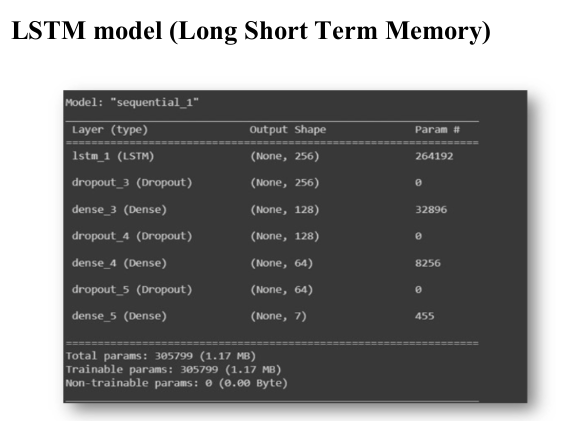 LSTM model (Long Short Term Memory)
Model: "sequential_1"
Layer (type) Output Shape Param #
=================================================================
lstm_1 (LSTM) (None, 256) 264192
dropout_3 (Dropout) (None, 256) 0
dense_3 (Dense) (None, 128) 32896
dropout_4 (Dropout) (None, 128) 0
dense_4 (Dense) (None, 64) 8256
dropout_5 (Dropout) (None, 64) 0
dense_5 (Dense) (None, 7) 455
=================================================================
Total params: 305799 (1.17 MB)
Trainable params: 305799 (1.17 MB)
Non-trainable params: 0 (0.00 Byte)